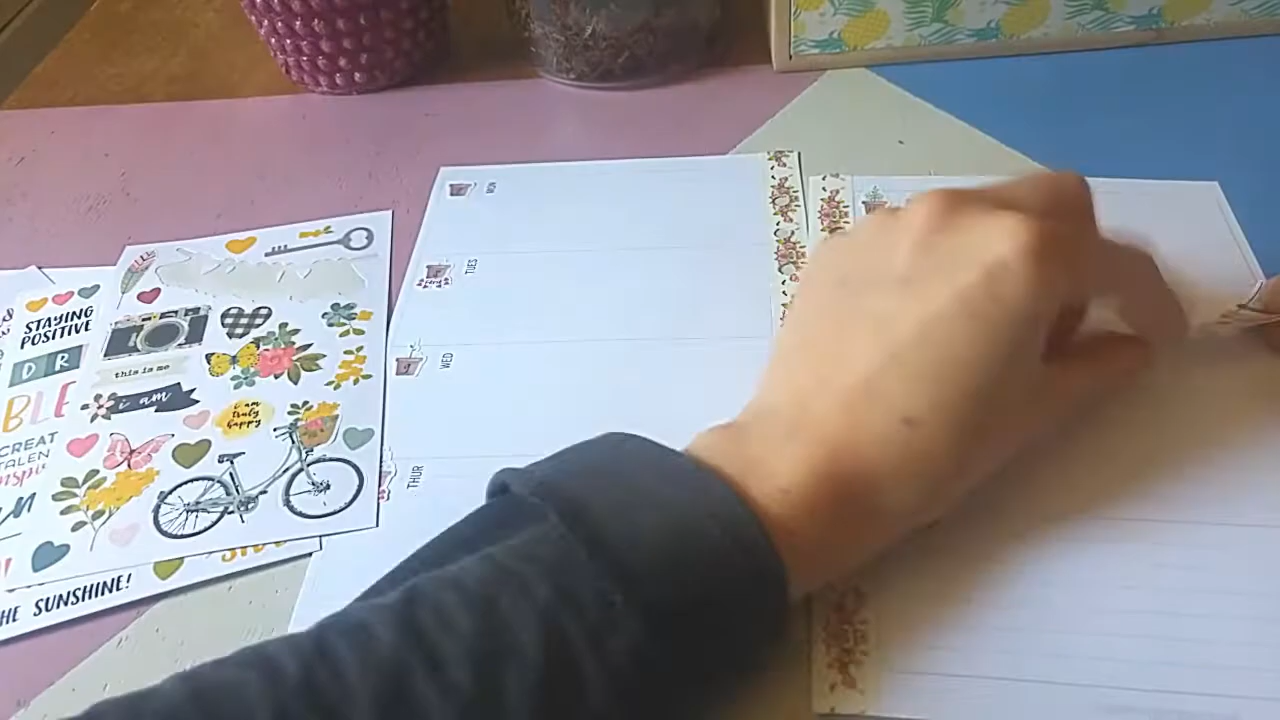 STAYING
POSITIVE
D R
BLE
CREAT
TALEN
this is me
i am
i am
truly
happy
HE SUNSHINE!
MON
TUES
WED
THUR